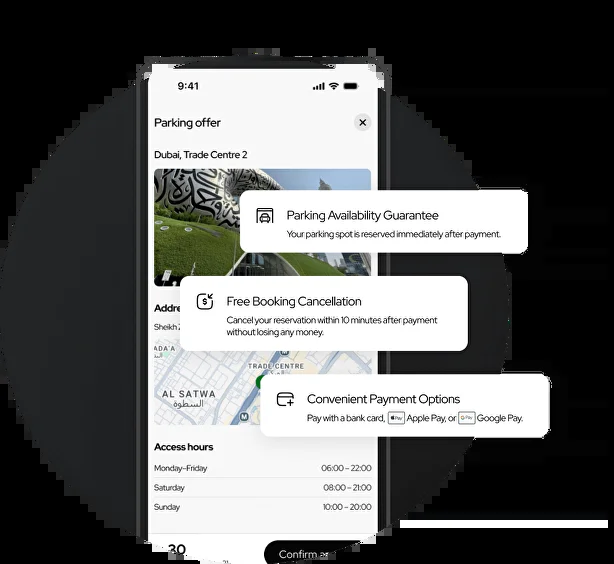 9:41
Parking offer
Dubai, Trade Centre 2
Parking Availability Guarantee
Your parking spot is reserved immediately after payment.
Free Booking Cancellation
Cancel your reservation within 10 minutes after payment
without losing any money.
Sheikh
TRADE CENTRE
AL SATWA
السطوة
M
M
Convenient Payment Options
Pay with a bank card, Pay Apple Pay, or G Pay Google Pay.
Access hours
Monday–Friday 06:00 – 22:00
Saturday 08:00 – 21:00
Sunday 10:00 – 20:00
30
Confirm